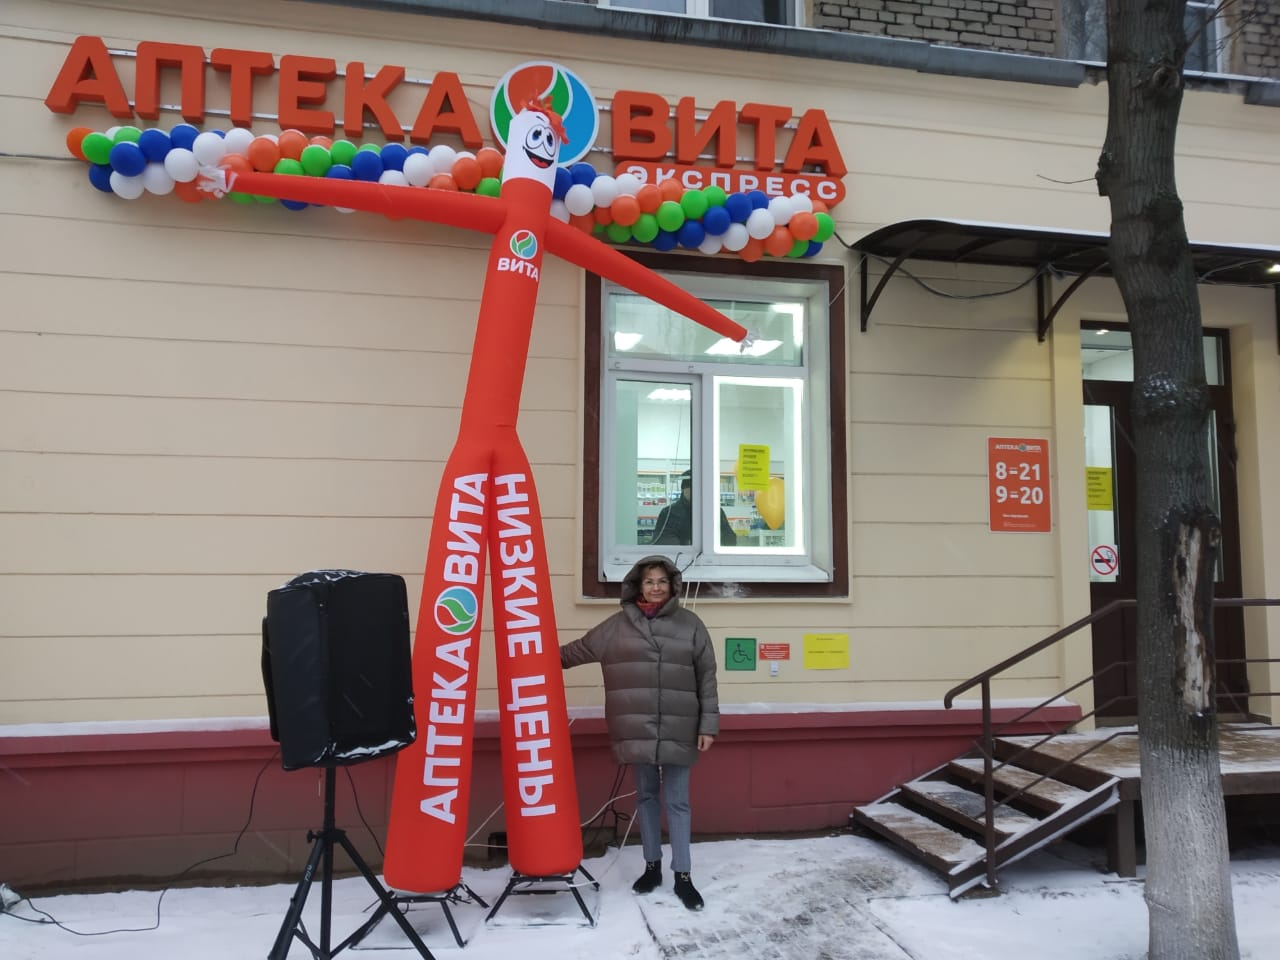 АПТЕКА ВИТА
ЭКСПРЕСС
ВИТА
АПТЕКА ВИТА
НИЗКИЕ ЦЕНЫ
АПТЕКА ВИТА
8=21
9=20